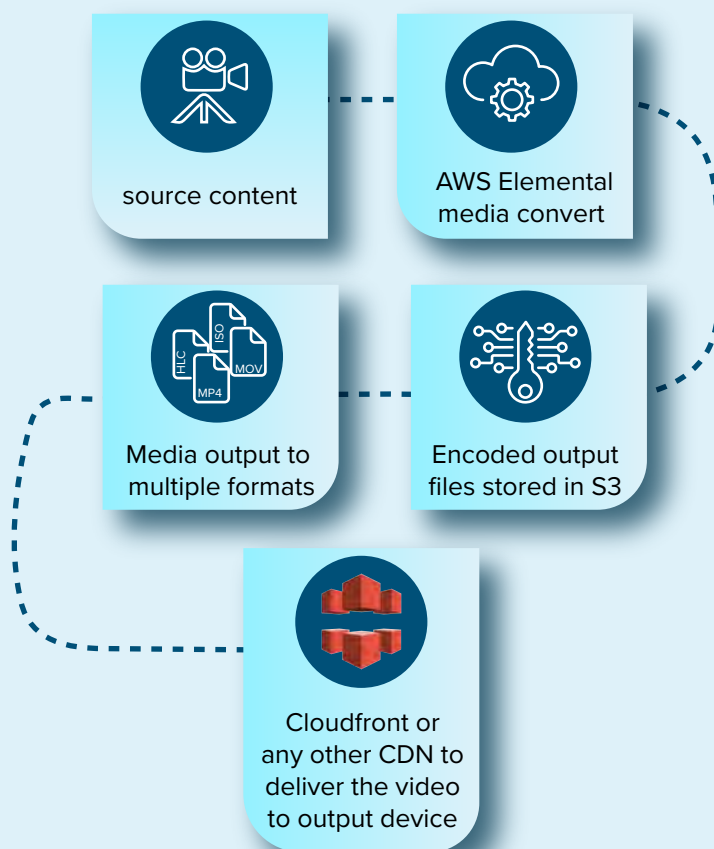 source content
AWS Elemental
media convert
HLC
ISO
MP4
MOV
Media output to
multiple formats
Encoded output
files stored in S3
Cloudfront or
any other CDN to
deliver the video
to output device